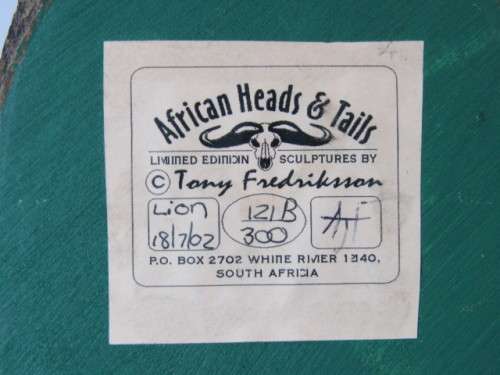 African Heads & Tails
LIMITED EDITION SCULPTURES BY
© Tony Fredriksson
Lion 121B
18/7/02 300
P.O. BOX 2702 WHITE RIVER 1240,
SOUTH AFRICA